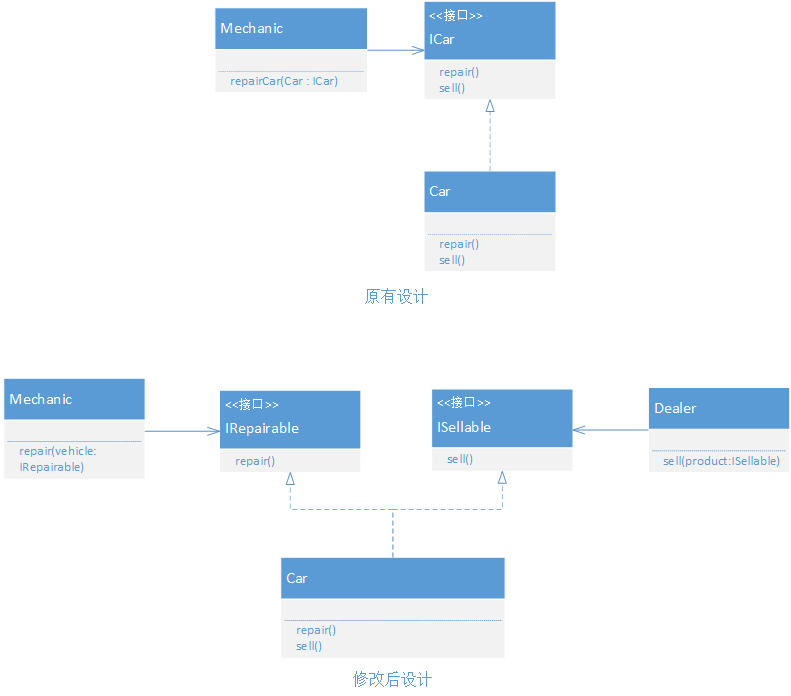 Mechanic
repairCar(Car : ICar)
<<接口>>
ICar
repair()
sell()
Car
repair()
sell()
原有设计
Mechanic
repair(vehicle:
IRepairable)
<<接口>>
IRepairable
repair()
<<接口>>
ISellable
sell()
Dealer
sell(product:ISellable)
Car
repair()
sell()
修改后设计